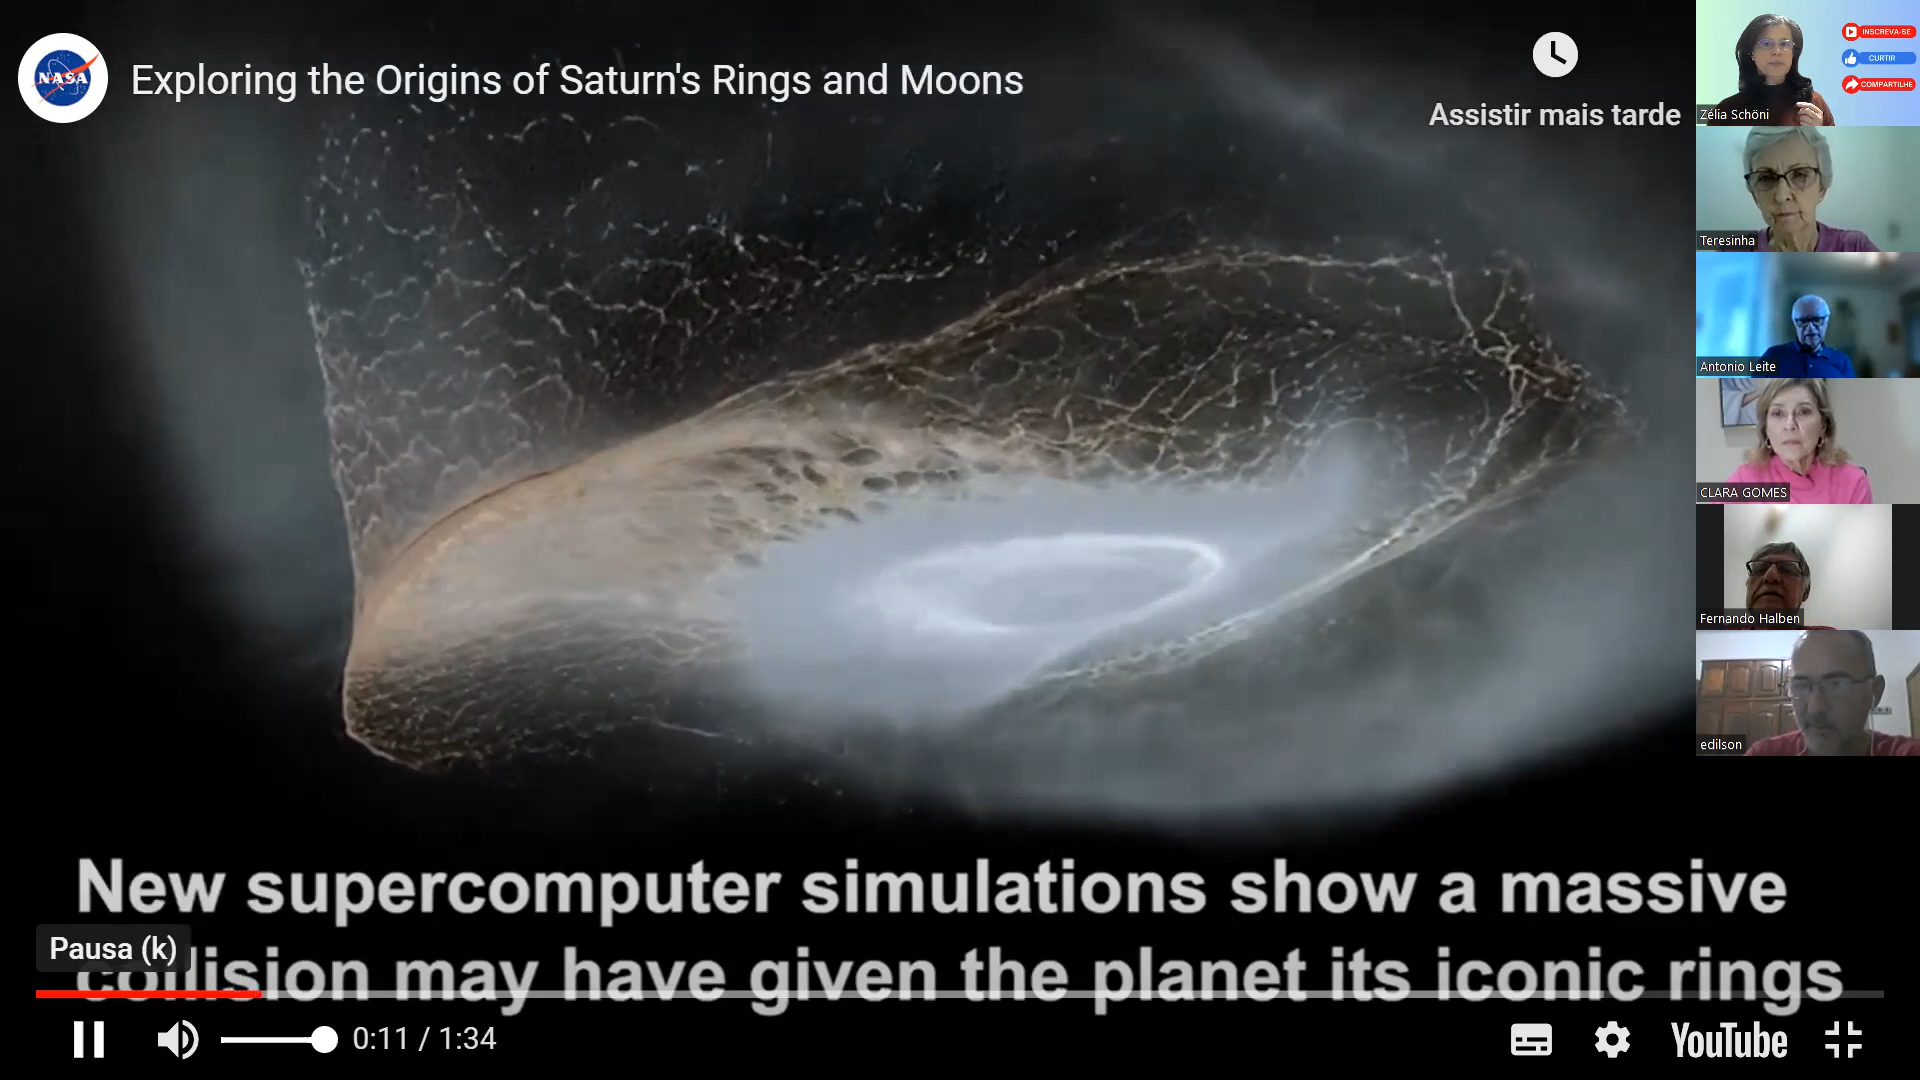 NASA
Exploring the Origins of Saturn's Rings and Moons
Assistir mais tarde
INSCREVA-SE
CURTIR
COMPARTILHE
Zélia Schöni
Teresinha
Antonio Leite
CLARA GOMES
Fernando Halben
edilson
New supercomputer simulations show a massive
collision may have given the planet its iconic rings
Pausa (k)
0:11 / 1:34
YouTube